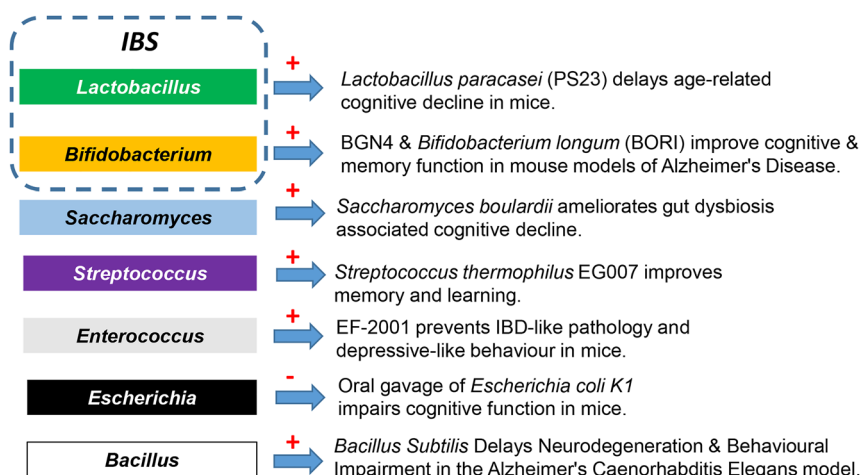 IBS
Lactobacillus
+
Lactobacillus paracasei (PS23) delays age-related
cognitive decline in mice.
Bifidobacterium
+
BGN4 & Bifidobacterium longum (BORI) improve cognitive &
memory function in mouse models of Alzheimer's Disease.
Saccharomyces
+
Saccharomyces boulardii ameliorates gut dysbiosis
associated cognitive decline.
Streptococcus
+
Streptococcus thermophilus EG007 improves
memory and learning.
Enterococcus
+
EF-2001 prevents IBD-like pathology and
depressive-like behaviour in mice.
Escherichia
-
Oral gavage of Escherichia coli K1
impairs cognitive function in mice.
Bacillus
+
Bacillus Subtilis Delays Neurodegeneration & Behavioural
Impairment in the Alzheimer's Caenorhabditis Elegans model.